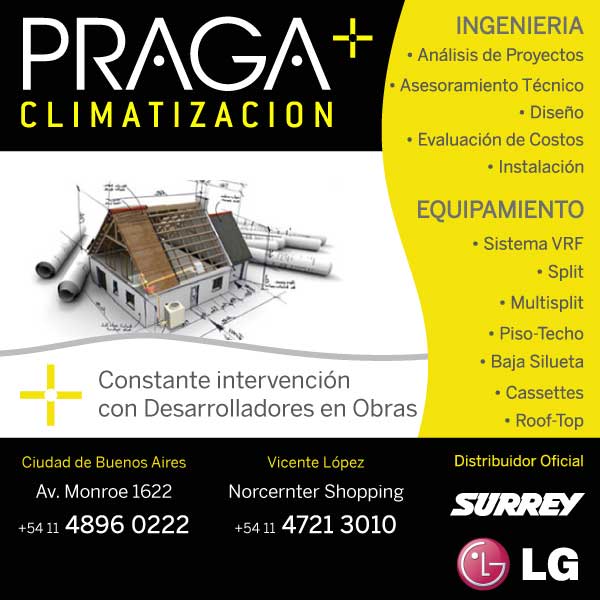 PRAGA+
CLIMATIZACION
INGENIERIA
• Análisis de Proyectos
• Asesoramiento Técnico
• Diseño
• Evaluación de Costos
• Instalación
EQUIPAMIENTO
• Sistema VRF
• Split
• Multisplit
• Piso-Techo
• Baja Silueta
• Cassettes
• Roof-Top
Constante intervención
con Desarrolladores en Obras
Ciudad de Buenos Aires
Av. Monroe 1622
+54 11 4896 0222
Vicente López
Norcernter Shopping
+54 11 4721 3010
Distribuidor Oficial
SURREY
LG